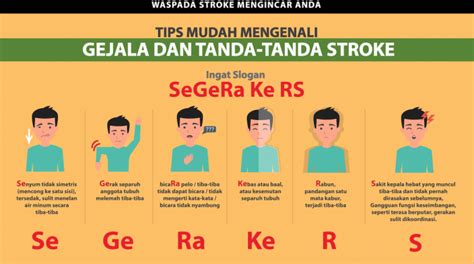 WASPADA STROKE MENGINCAR ANDA
TIPS MUDAH MENGENALI
GEJALA DAN TANDA-TANDA STROKE
Ingat Slogan
SeGeRa Ke RS
Senyum tidak simetris
(mencong ke satu sisi),
tersedak, sulit menelan
air minum secara
tiba-tiba
Gerak separuh
anggota tubuh
melemah tiba-tiba
bicaRa pelo / tiba-tiba
tidak dapat bicara / tidak
mengerti kata-kata /
bicara tidak nyambung
Kebas atau baal,
atau kesemutan
separuh tubuh
Rabun,
pandangan satu
mata kabur,
terjadi tiba-tiba
Sakit kepala hebat yang muncul
tiba-tiba dan tidak pernah
dirasakan sebelumnya,
Gangguan fungsi keseimbangan,
seperti terasa berputar, gerakan
sulit dikoordinasi.
Se Ge Ra Ke R S